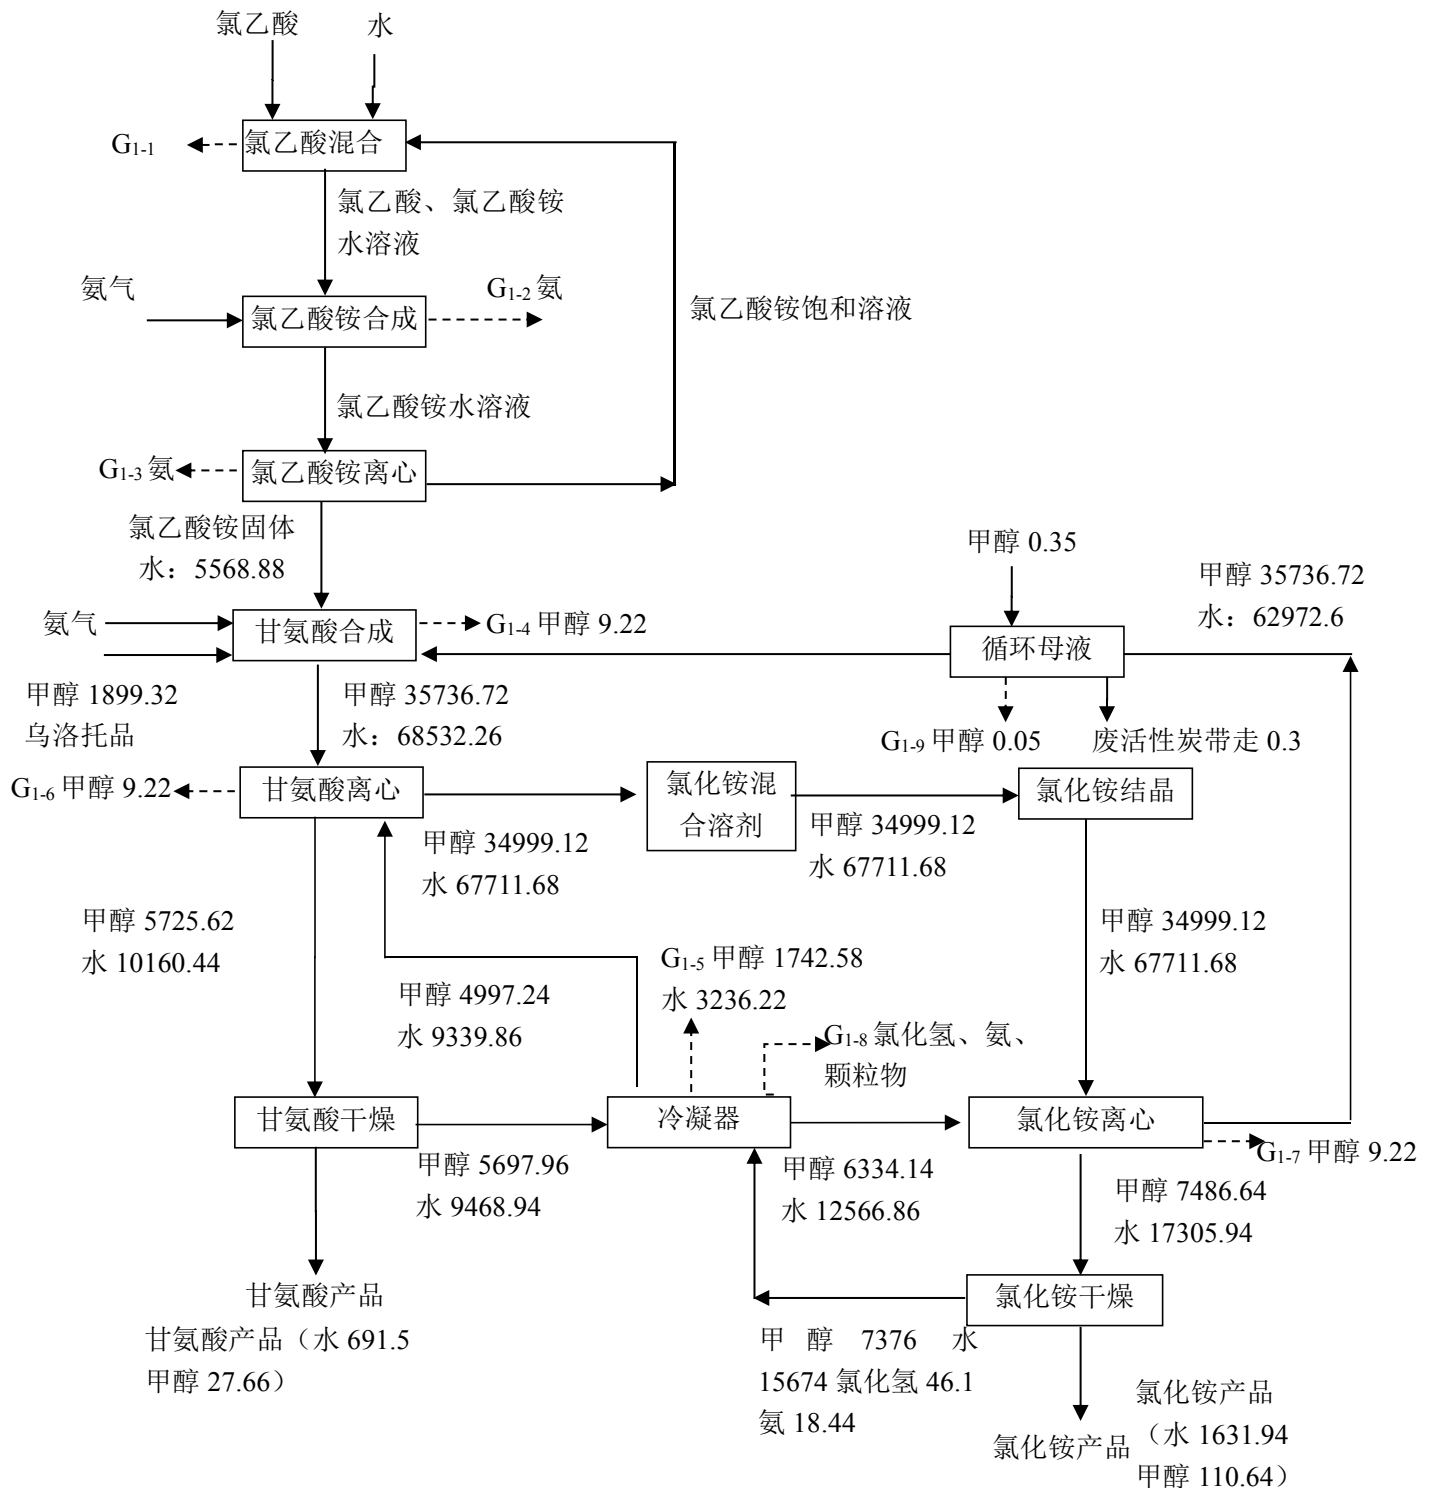 氯乙酸
水
G1-1
氯乙酸混合
氯乙酸、氯乙酸铵
水溶液
氨气
G1-2 氨
氯乙酸铵合成
氯乙酸铵饱和溶液
氯乙酸铵水溶液
G1-3 氨
氯乙酸铵离心
氯乙酸铵固体
水：5568.88
甲醇 0.35
甲醇 35736.72
水：62972.6
氨气
甘氨酸合成
G1-4 甲醇 9.22
循环母液
甲醇 1899.32
乌洛托品
甲醇 35736.72
水：68532.26
G1-9 甲醇 0.05
废活性炭带走 0.3
G1-6 甲醇 9.22
甘氨酸离心
氯化铵混
合溶剂
氯化铵结晶
甲醇 34999.12
水 67711.68
甲醇 34999.12
水 67711.68
甲醇 5725.62
水 10160.44
甲醇 34999.12
水 67711.68
甲醇 4997.24
水 9339.86
G1-5 甲醇 1742.58
水 3236.22
G1-8 氯化氢、氨、
颗粒物
甘氨酸干燥
冷凝器
氯化铵离心
G1-7 甲醇 9.22
甲醇 5697.96
水 9468.94
甲醇 6334.14
水 12566.86
甲醇 7486.64
水 17305.94
甘氨酸产品
甘氨酸产品（水 691.5
甲醇 27.66）
氯化铵干燥
甲 醇 7376 水
15674 氯化氢 46.1
氨 18.44
氯化铵产品
氯化铵产品
（水 1631.94
甲醇 110.64）